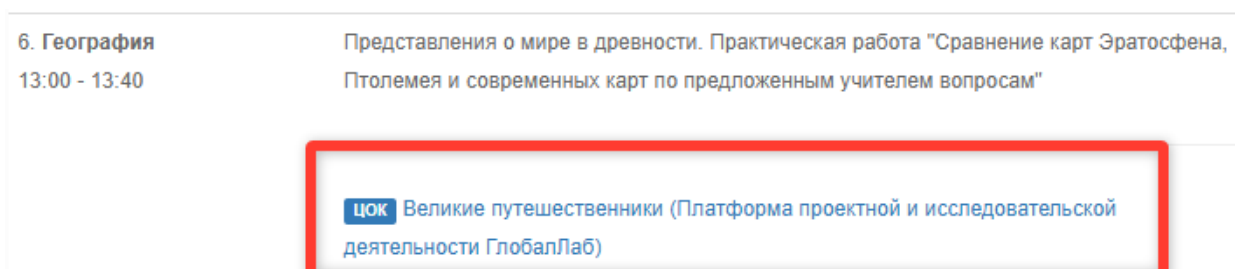 6. География
13:00 - 13:40
Представления о мире в древности. Практическая работа "Сравнение карт Эратосфена,
Птолемея и современных карт по предложенным учителем вопросам"
ЦОК Великие путешественники (Платформа проектной и исследовательской
деятельности ГлобалЛаб)